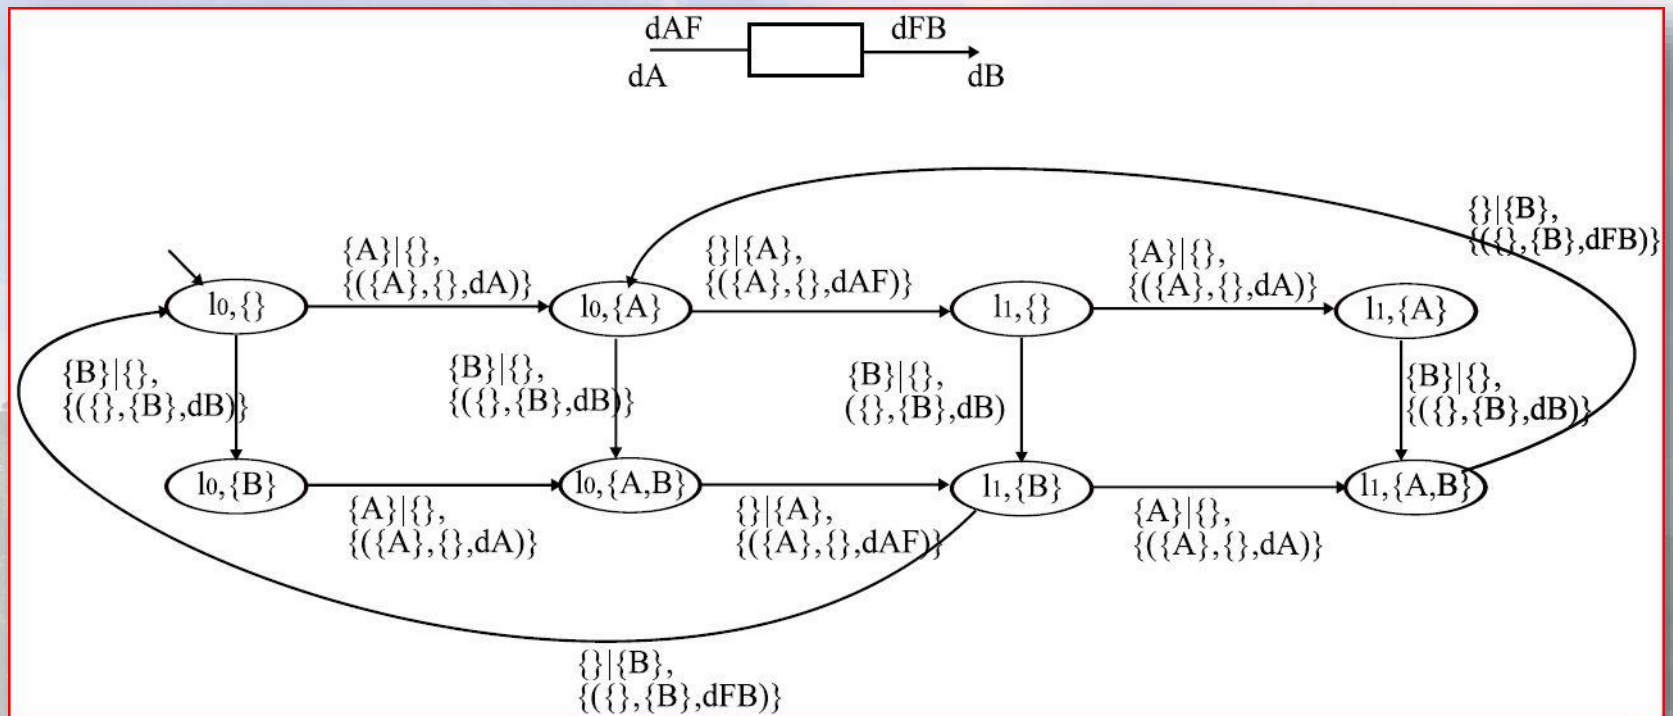 dAF
dFB
dA
dB
{}|{B},
{({},{B},dFB)}
{A}|{},
{({A},{},dA)}
{}|{A},
{({A},{},dAF)}
{A}|{},
{({A},{},dA)}
l0,{}
l0,{A}
l1,{}
l1,{A}
{B}|{},
{({},{B},dB)}
{B}|{},
{({},{B},dB)}
{B}|{},
({},{B},dB)
{B}|{},
{({},{B},dB)}
l0,{B}
l0,{A,B}
l1,{B}
l1,{A,B}
{A}|{},
{({A},{},dA)}
{}|{A},
{({A},{},dAF)}
{A}|{},
{({A},{},dA)}
{}|{B},
{({},{B},dFB)}